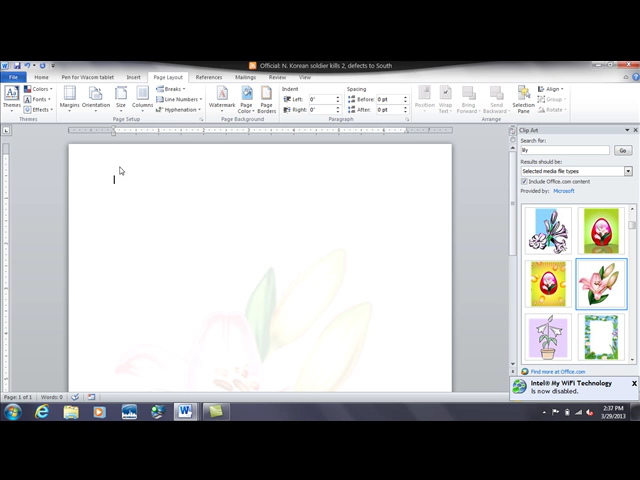 Official: N. Korean soldier kills 2, defects to South
File Home Pen for Wacom tablet Insert Page Layout References Mailings Review View
Themes
Colors
Fonts
Effects
Themes
Margins Orientation Size Columns
Breaks
Line Numbers
Hyphenation
Page Setup
Watermark Page Color Page Borders
Page Background
Indent
Left: 0"
Right: 0"
Spacing
Before: 0 pt
After: 0 pt
Paragraph
Position Wrap Text Bring Forward Send Backward Selection Pane
Align
Group
Rotate
Arrange
Clip Art
Search for:
lily
Go
Results should be:
Selected media file types
Include Office.com content
Provided by: Microsoft
Find more at Office.com
Intel® My WiFi Technology
Is now disabled.
Page: 1 of 1 Words: 0
2:37 PM
3/29/2013